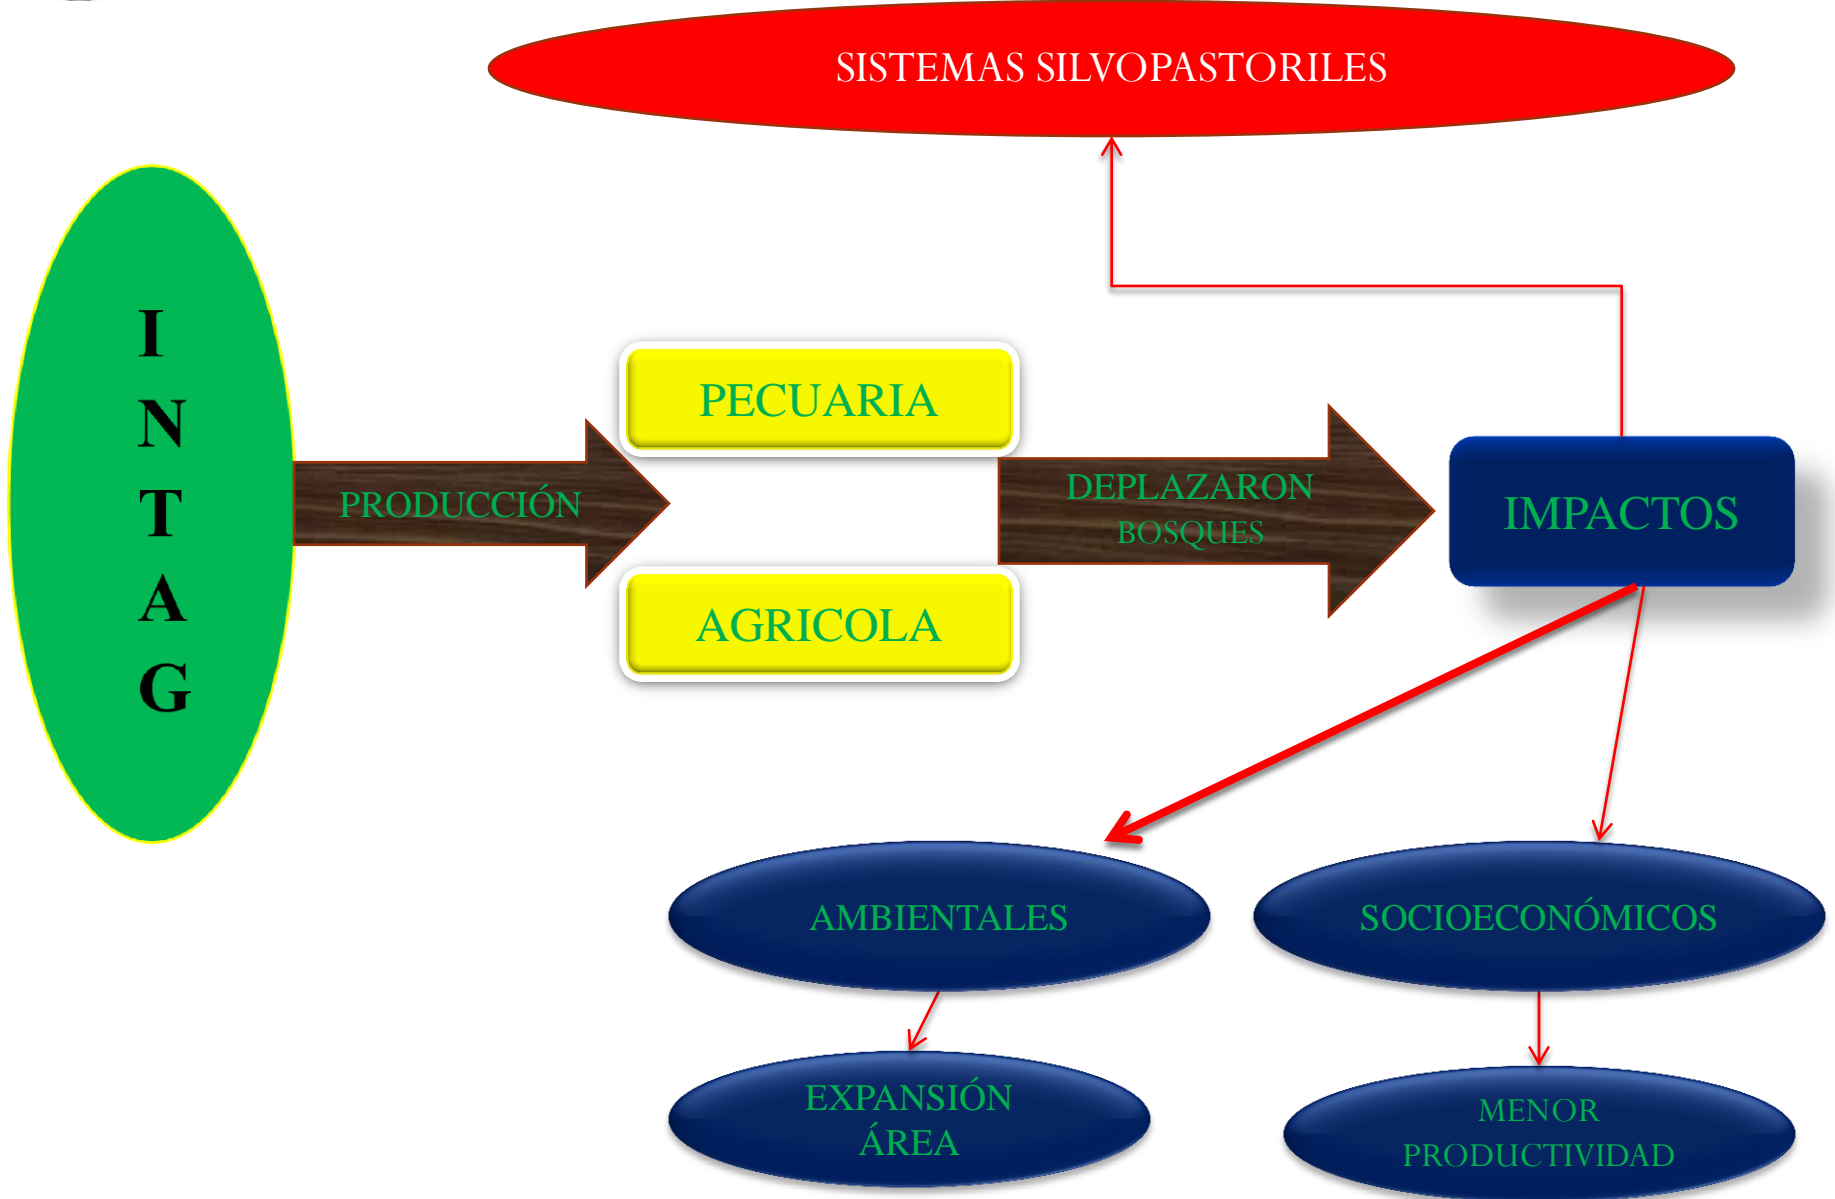 SISTEMAS SILVOPASTORILES
I
N
T
A
G
PRODUCCIÓN
PECUARIA
AGRICOLA
DEPLAZARON
BOSQUES
IMPACTOS
AMBIENTALES
SOCIOECONÓMICOS
EXPANSIÓN
ÁREA
MENOR
PRODUCTIVIDAD